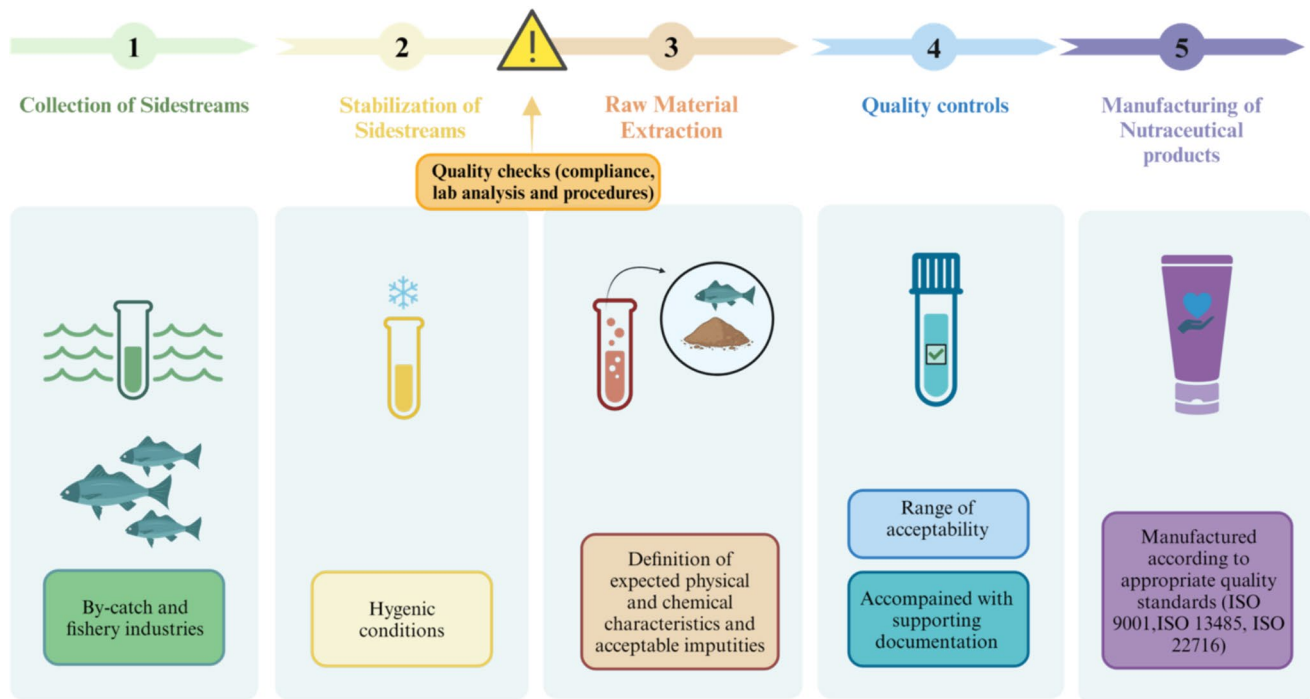 1
2
!
3
4
5
Collection of Sidestreams
Stabilization of
Sidestreams
Raw Material
Extraction
Quality controls
Manufacturing of
Nutraceutical
products
Quality checks (compliance,
lab analysis and procedures)
By-catch and
fishery industries
Hygenic
conditions
Definition of
expected physical
and chemical
characteristics and
acceptable imputities
Range of
acceptability
Accompained with
supporting
documentation
Manufactured
according to
appropriate quality
standards (ISO
9001,ISO 13485, ISO
22716)